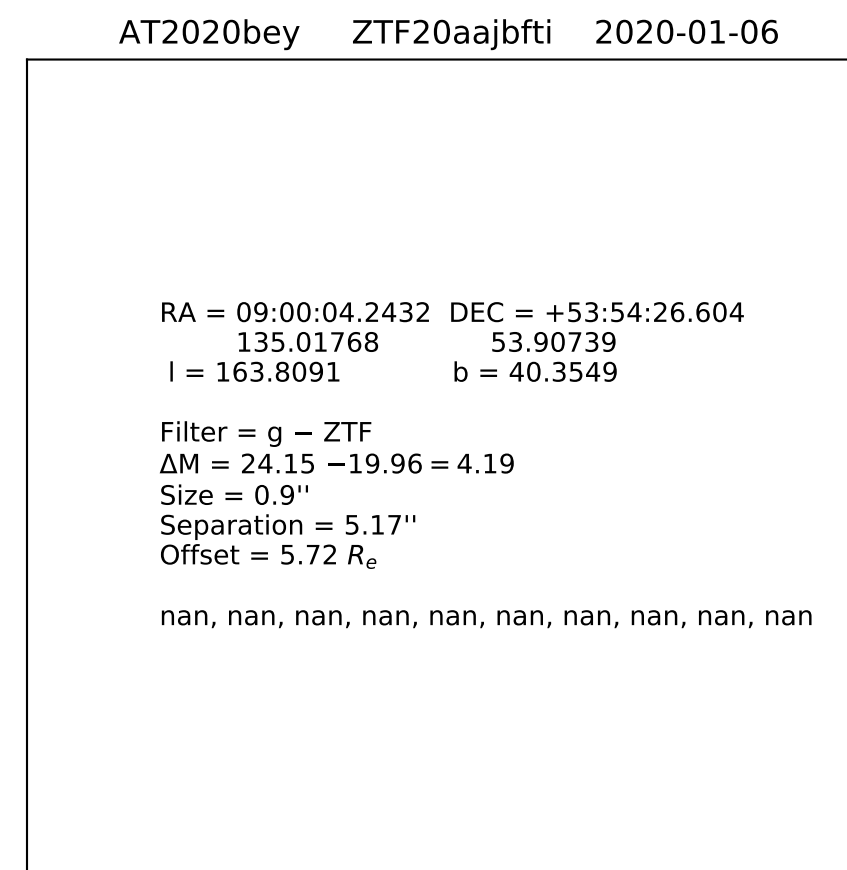 AT2020bey ZTF20aajbfti 2020-01-06
RA = 09:00:04.2432 DEC = +53:54:26.604
135.01768 53.90739
l = 163.8091 b = 40.3549
Filter = g − ZTF
ΔM = 24.15 −19.96 = 4.19
Size = 0.9''
Separation = 5.17''
Offset = 5.72 Re
nan, nan, nan, nan, nan, nan, nan, nan, nan, nan